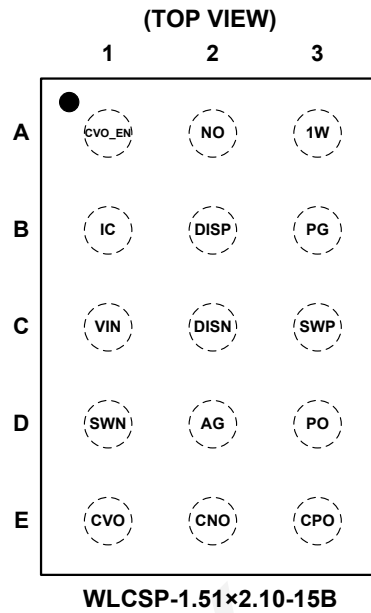 (TOP VIEW)
1 2 3
A CVO_EN NO 1W
B IC DISP PG
C VIN DISN SWP
D SWN AG PO
E CVO CNO CPO
WLCSP-1.51×2.10-15B